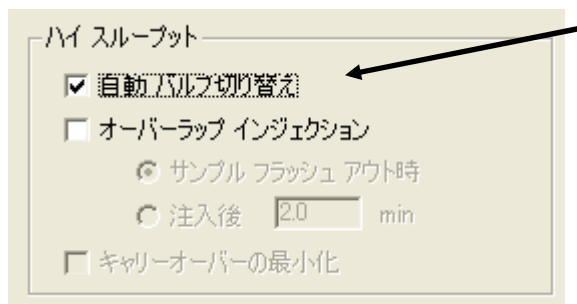 ハイ スループット
自動 バルブ切り替え
オーバーラップ インジェクション
サンプル フラッシュ アウト時
注入後 2.0 min
キャリーオーバーの最小化